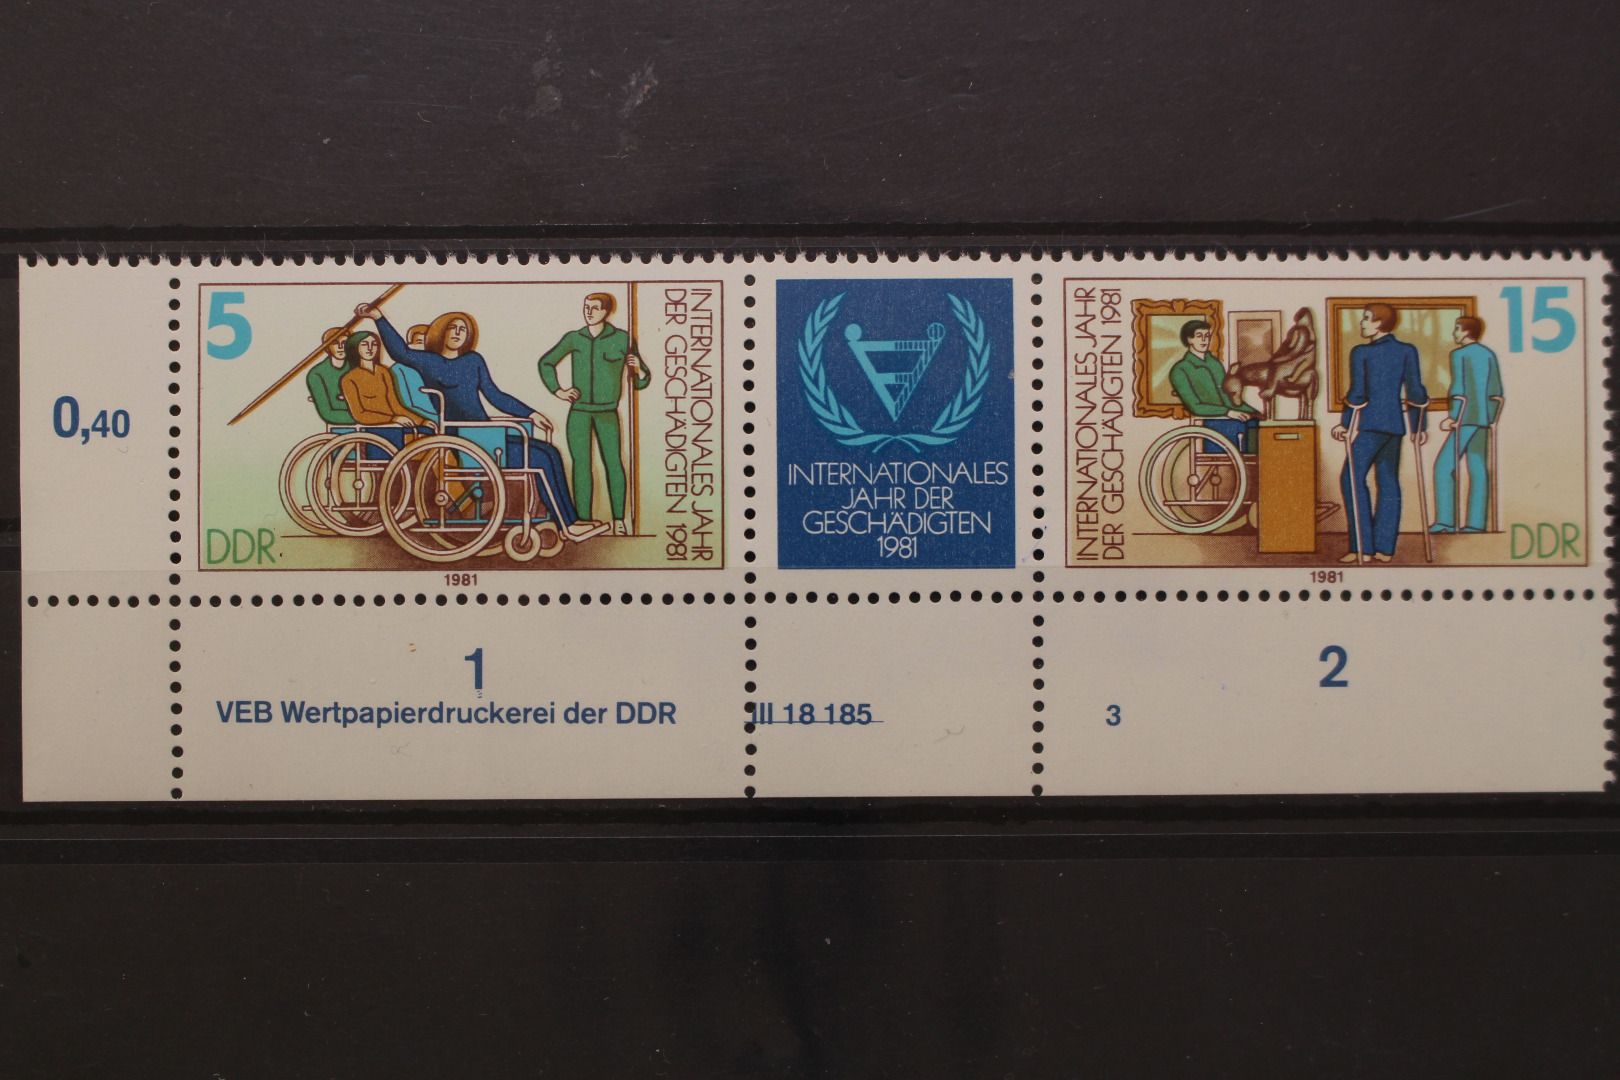 0,40
5
INTERNATIONALES JAHR
DER GESCHÄDIGTEN 1981
DDR
1981
INTERNATIONALES
JAHR DER
GESCHÄDIGTEN
1981
INTERNATIONALES JAHR
DER GESCHÄDIGTEN 1981
15
DDR
1981
1
2
VEB Wertpapierdruckerei der DDR III 18 185 3